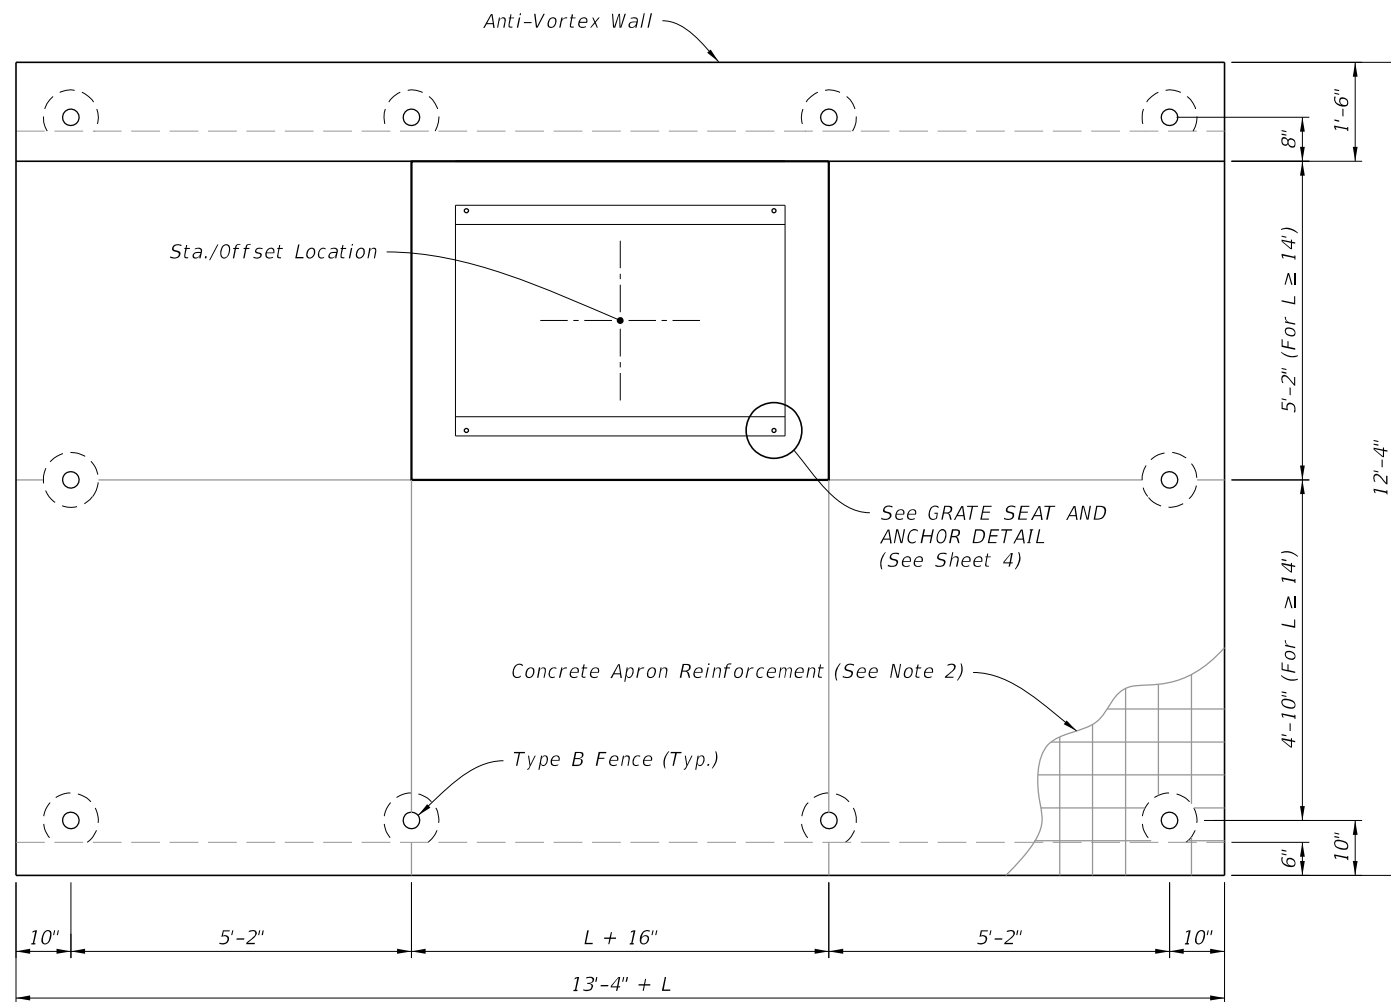 Anti-Vortex Wall
1'-6"
8"
Sta./Offset Location
5'-2" (For L ≥ 14')
12'-4"
See GRATE SEAT AND
ANCHOR DETAIL
(See Sheet 4)
4'-10" (For L ≥ 14')
Concrete Apron Reinforcement (See Note 2)
Type B Fence (Typ.)
6"
10"
10"
5'-2"
L + 16"
5'-2"
10"
13'-4" + L